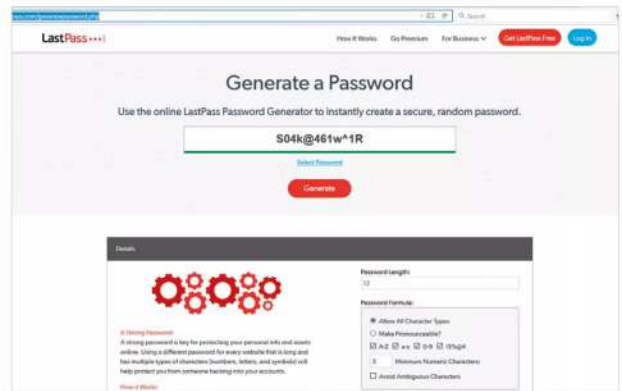 LastPass •••|
How It Works Go Premium For Business Get LastPass Free Log In
Search
Generate a Password
Use the online LastPass Password Generator to instantly create a secure, random password.
S04k@461w^1R
Select Password
Generate
Details
Password Length:
12
Password Formula:
Allow All Character Types
Make Pronounceable?
A-Z a-z 0-9 !$%@#
3 Minimum Numeric Characters
Avoid Ambiguous Characters
A Strong Password
A strong password is key for protecting your personal info and assets
online. Using a different password for every website that is long and
has multiple types of characters (numbers, letters, and symbols) will
help protect you from someone hacking into your accounts.
How it Works